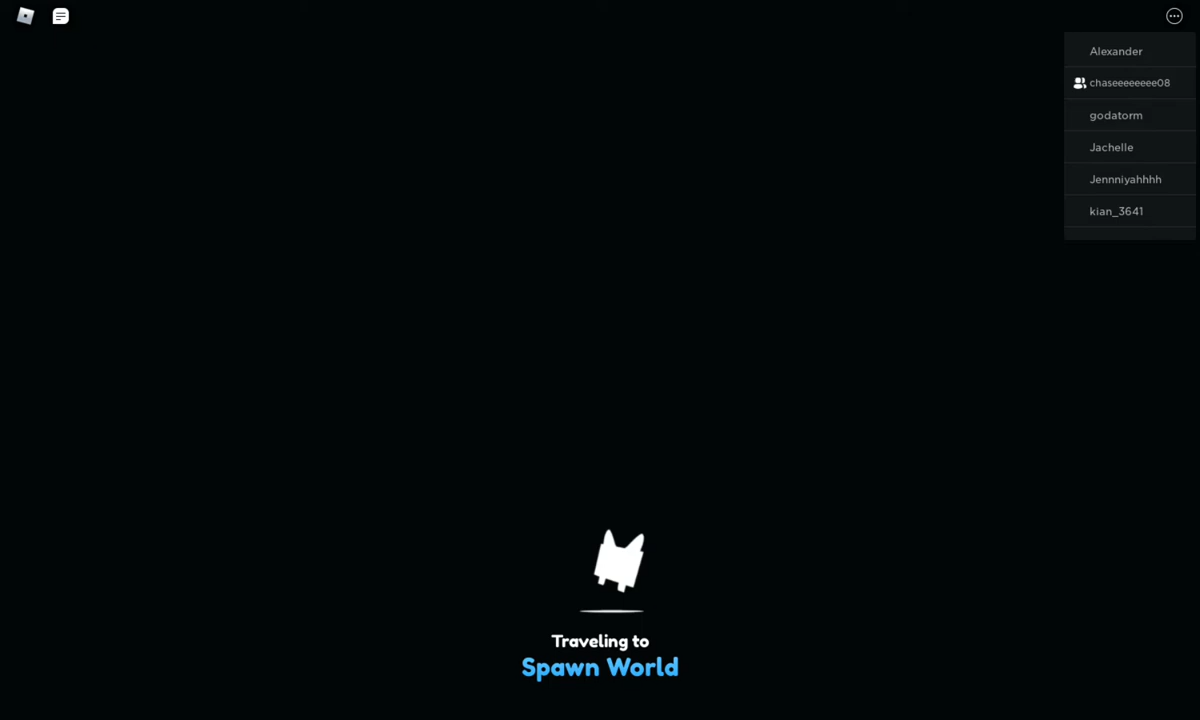 Alexander
chaseeeeeeee08
godatorm
Jachelle
Jennniyahhhh
kian_3641
Traveling to
Spawn World